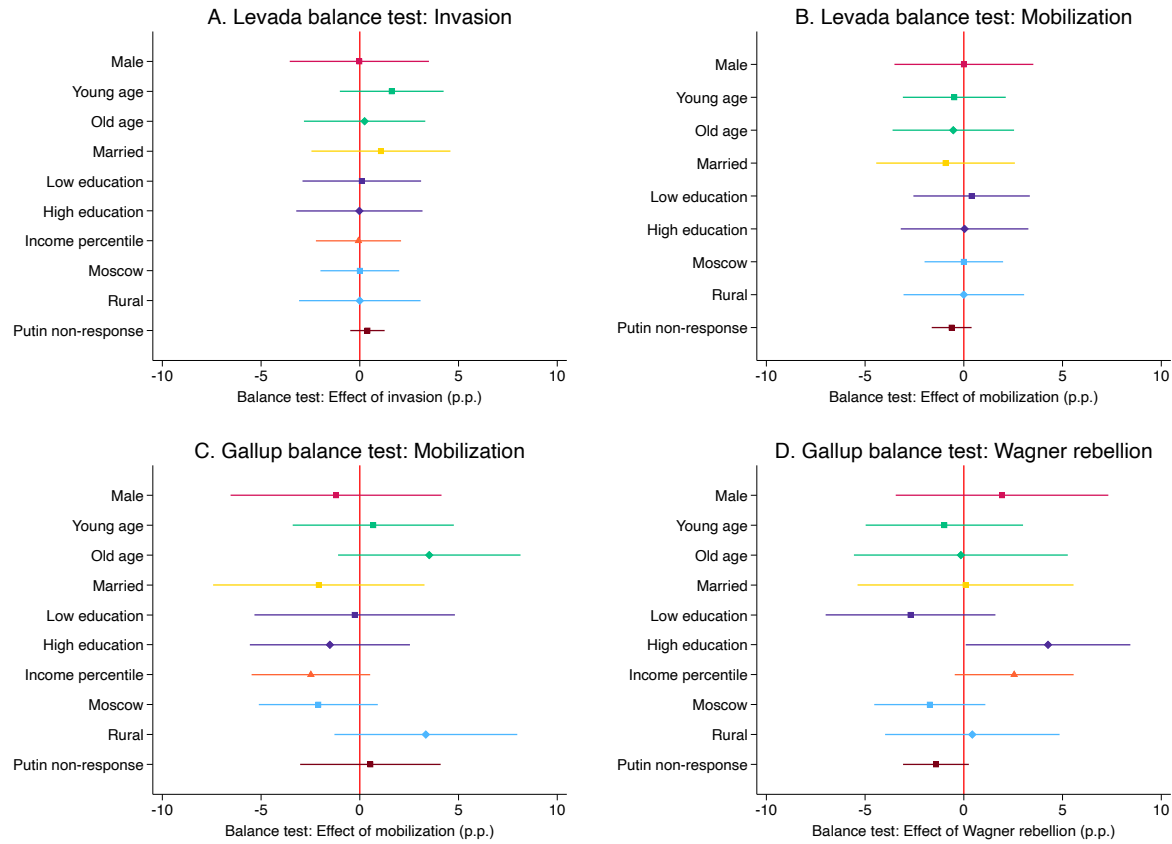 A. Levada balance test: Invasion
Male
Young age
Old age
Married
Low education
High education
Income percentile
Moscow
Rural
Putin non-response
-10 -5 0 5 10
Balance test: Effect of invasion (p.p.)
B. Levada balance test: Mobilization
Male
Young age
Old age
Married
Low education
High education
Moscow
Rural
Putin non-response
-10 -5 0 5 10
Balance test: Effect of mobilization (p.p.)
C. Gallup balance test: Mobilization
Male
Young age
Old age
Married
Low education
High education
Income percentile
Moscow
Rural
Putin non-response
-10 -5 0 5 10
Balance test: Effect of mobilization (p.p.)
D. Gallup balance test: Wagner rebellion
Male
Young age
Old age
Married
Low education
High education
Income percentile
Moscow
Rural
Putin non-response
-10 -5 0 5 10
Balance test: Effect of Wagner rebellion (p.p.)